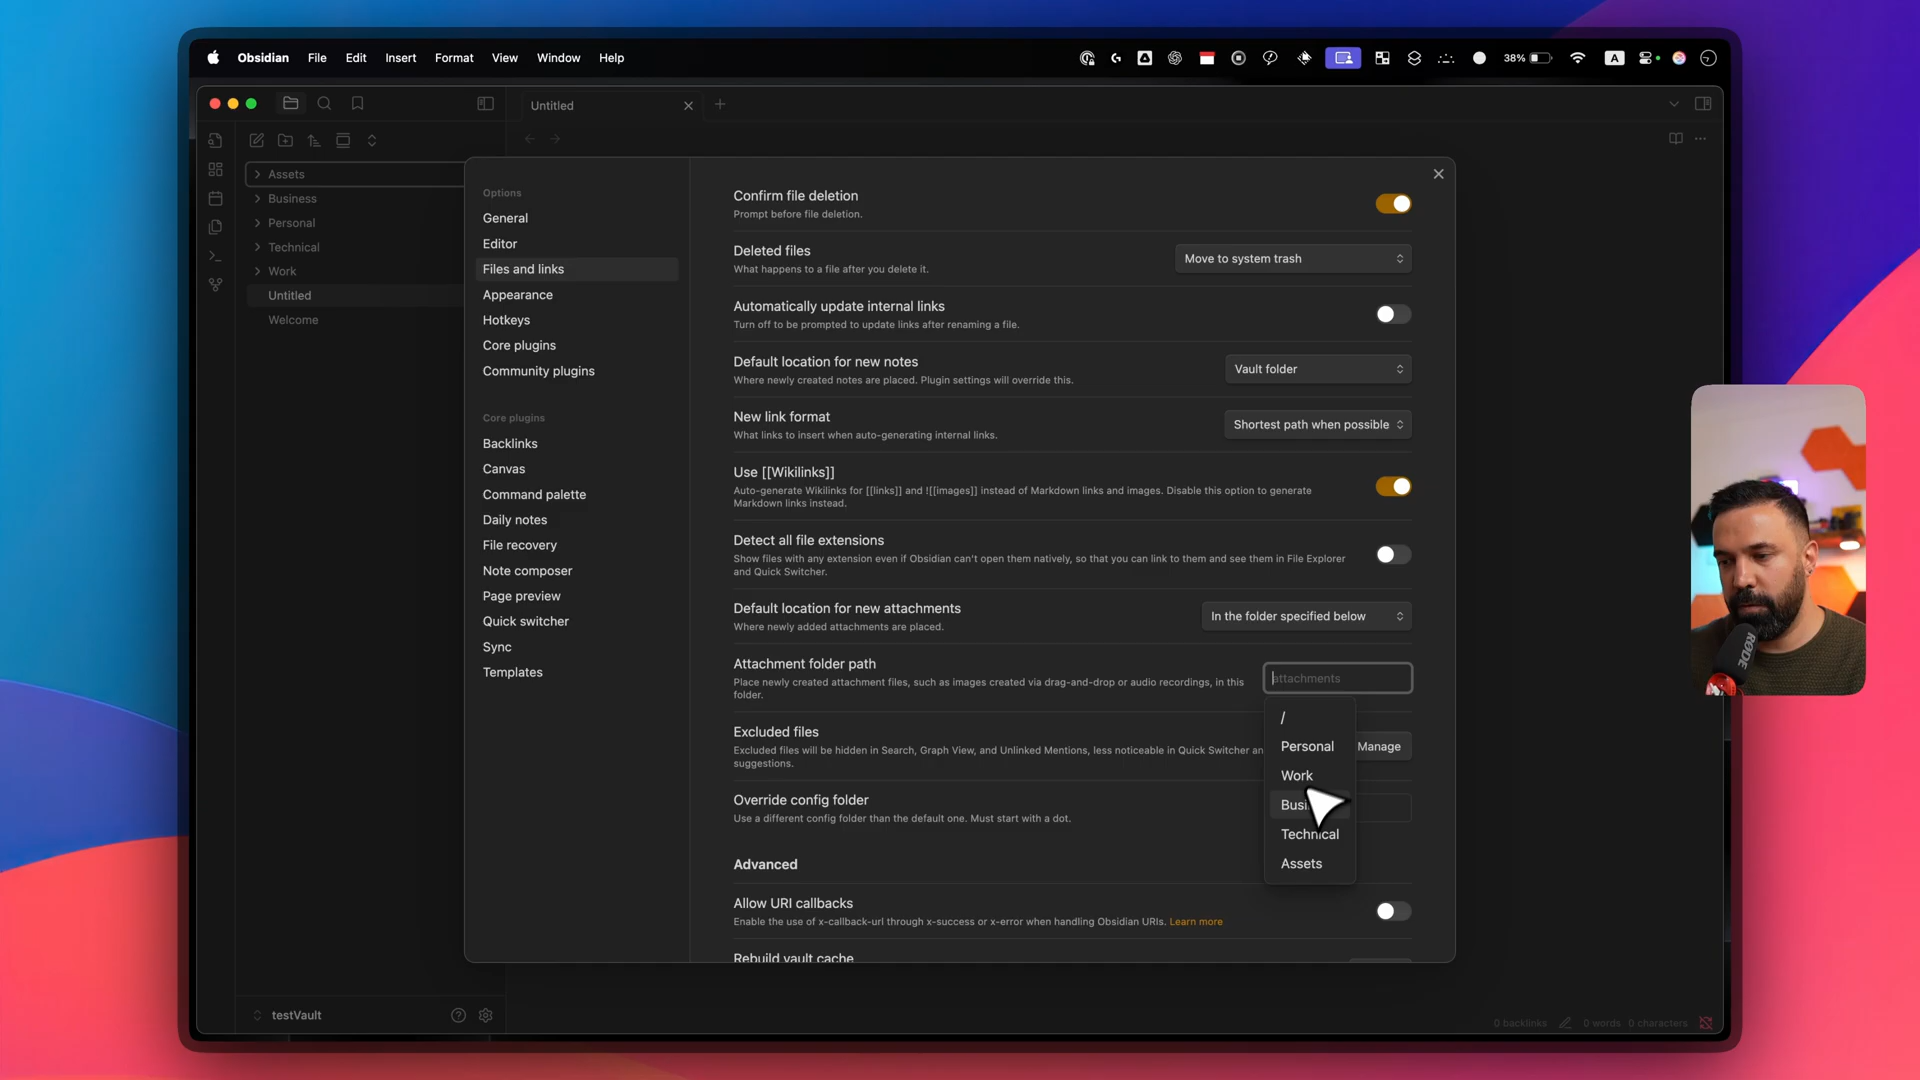 Obsidian File Edit Insert Format View Window Help 38% A
Untitled
Assets
Business
Personal
Technical
Work
Untitled
Welcome
testVault
Options
General
Editor
Files and links
Appearance
Hotkeys
Core plugins
Community plugins
Core plugins
Backlinks
Canvas
Command palette
Daily notes
File recovery
Note composer
Page preview
Quick switcher
Sync
Templates
Confirm file deletion
Prompt before file deletion.
Deleted files
What happens to a file after you delete it.
Move to system trash
Automatically update internal links
Turn off to be prompted to update links after renaming a file.
Default location for new notes
Where newly created notes are placed. Plugin settings will override this.
Vault folder
New link format
What links to insert when auto-generating internal links.
Shortest path when possible
Use [[Wikilinks]]
Auto-generate Wikilinks for [[links]] and ![[images]] instead of Markdown links and images. Disable this option to generate
Markdown links instead.
Detect all file extensions
Show files with any extension even if Obsidian can't open them natively, so that you can link to them and see them in File Explorer
and Quick Switcher.
Default location for new attachments
Where newly added attachments are placed.
In the folder specified below
Attachment folder path
Place newly created attachment files, such as images created via drag-and-drop or audio recordings, in this
folder.
attachments
/
Personal
Work
Busi
Technical
Assets
Excluded files
Excluded files will be hidden in Search, Graph View, and Unlinked Mentions, less noticeable in Quick Switcher an
suggestions.
Manage
Override config folder
Use a different config folder than the default one. Must start with a dot.
Advanced
Allow URI callbacks
Enable the use of x-callback-url through x-success or x-error when handling Obsidian URIs. Learn more
Rebuild vault cache
0 backlinks 0 words 0 characters
RØDE